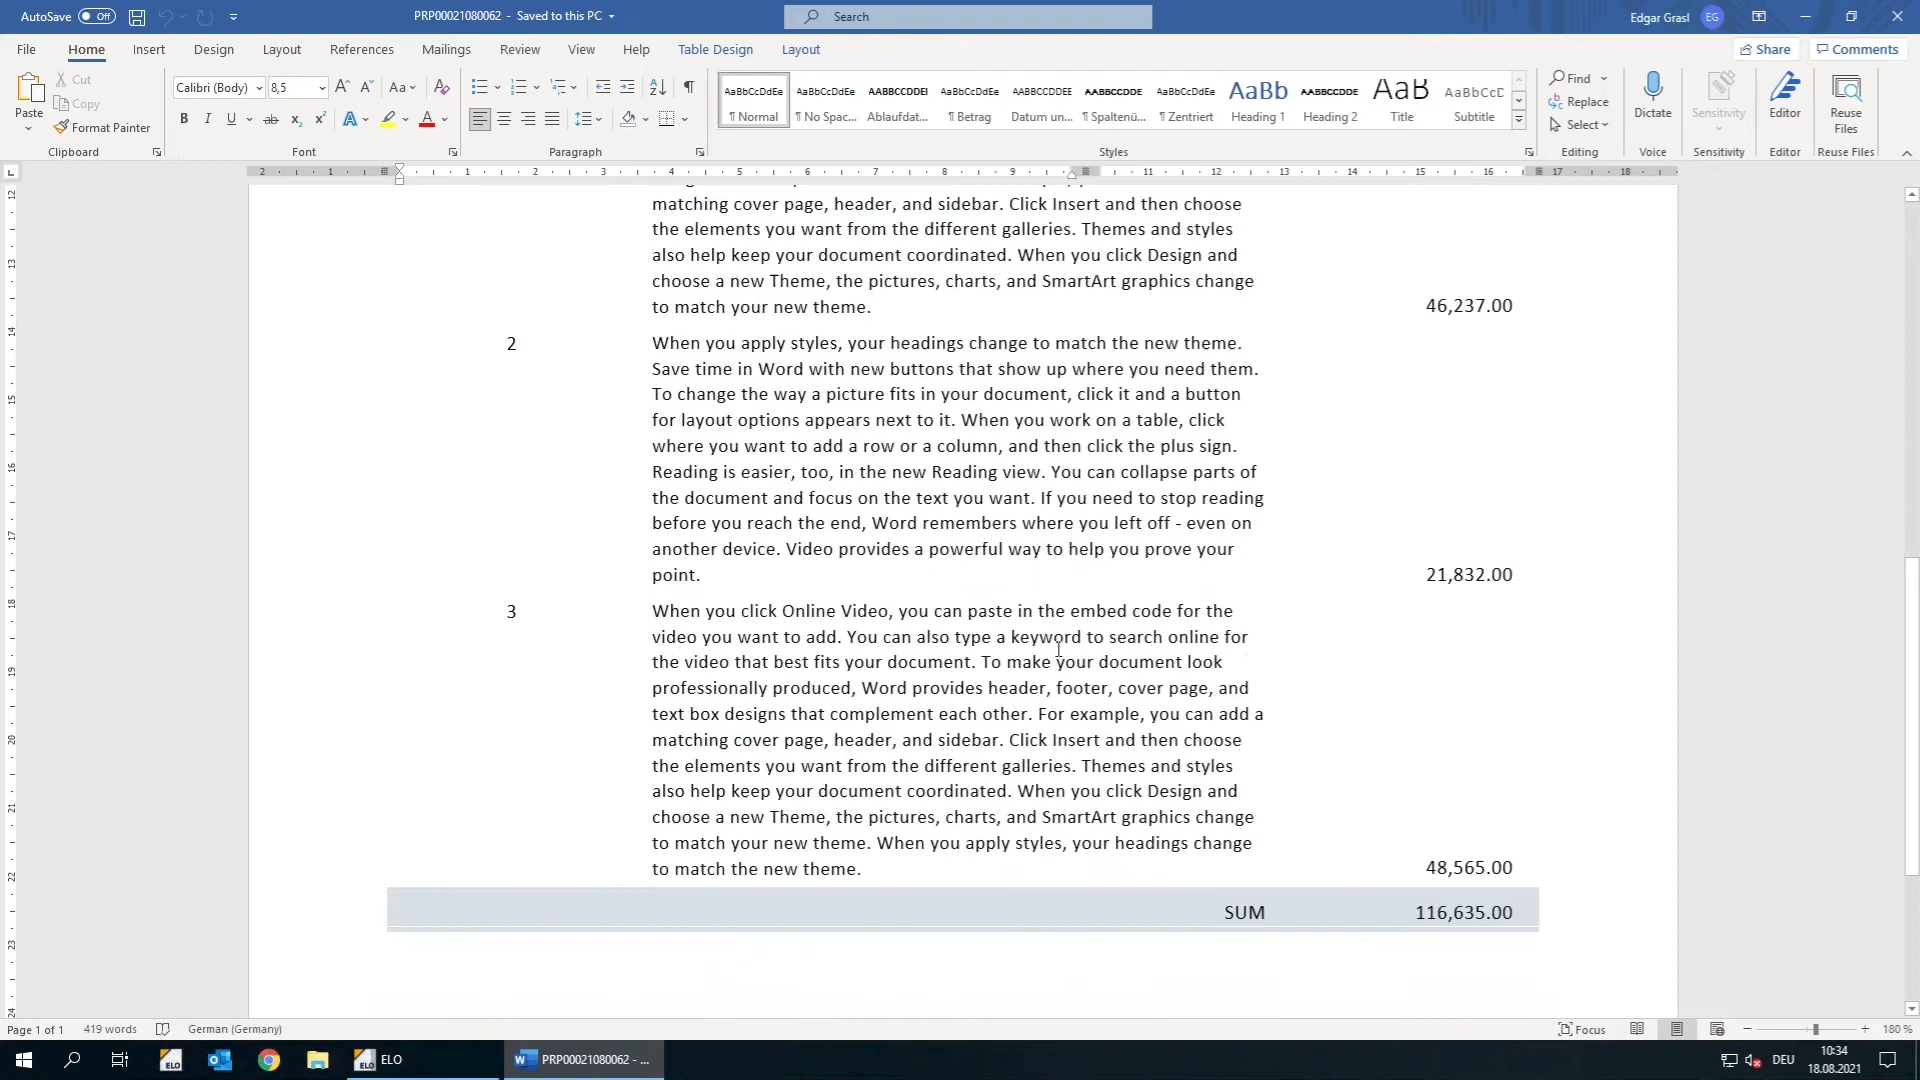 AutoSave Off PRP00021080062 - Saved to this PC Search Edgar Grasl EG
File Home Insert Design Layout References Mailings Review View Help Table Design Layout Share Comments
Paste Cut Copy Format Painter Clipboard
Calibri (Body) 8,5 Font
Paragraph
AaBbCcDdEe ¶ Normal AaBbCcDdEe ¶ No Spac... AABBCCDDEI Ablaufdat... AaBbCcDdEe ¶ Betrag AABBCCDDEE Datum un... AABBCCDDE ¶ Spaltenü... AaBbCcDdEe ¶ Zentriert AaBb Heading 1 AABBCCDDE Heading 2 AaB Title AaBbCcD Subtitle
Styles
Find Replace Select Editing
Dictate Voice
Sensitivity Sensitivity
Editor Editor
Reuse Files Reuse Files
2 1 1 2 3 4 5 6 7 8 9 11 12 13 14 15 16 17 18
matching cover page, header, and sidebar. Click Insert and then choose
the elements you want from the different galleries. Themes and styles
also help keep your document coordinated. When you click Design and
choose a new Theme, the pictures, charts, and SmartArt graphics change
to match your new theme. 46,237.00
2 When you apply styles, your headings change to match the new theme.
Save time in Word with new buttons that show up where you need them.
To change the way a picture fits in your document, click it and a button
for layout options appears next to it. When you work on a table, click
where you want to add a row or a column, and then click the plus sign.
Reading is easier, too, in the new Reading view. You can collapse parts of
the document and focus on the text you want. If you need to stop reading
before you reach the end, Word remembers where you left off - even on
another device. Video provides a powerful way to help you prove your
point. 21,832.00
3 When you click Online Video, you can paste in the embed code for the
video you want to add. You can also type a keyword to search online for
the video that best fits your document. To make your document look
professionally produced, Word provides header, footer, cover page, and
text box designs that complement each other. For example, you can add a
matching cover page, header, and sidebar. Click Insert and then choose
the elements you want from the different galleries. Themes and styles
also help keep your document coordinated. When you click Design and
choose a new Theme, the pictures, charts, and SmartArt graphics change
to match your new theme. When you apply styles, your headings change
to match the new theme. 48,565.00
SUM 116,635.00
Page 1 of 1 419 words German (Germany) Focus 180 %
ELO ELO PRP00021080062 - ... DEU 10:34
18.08.2021